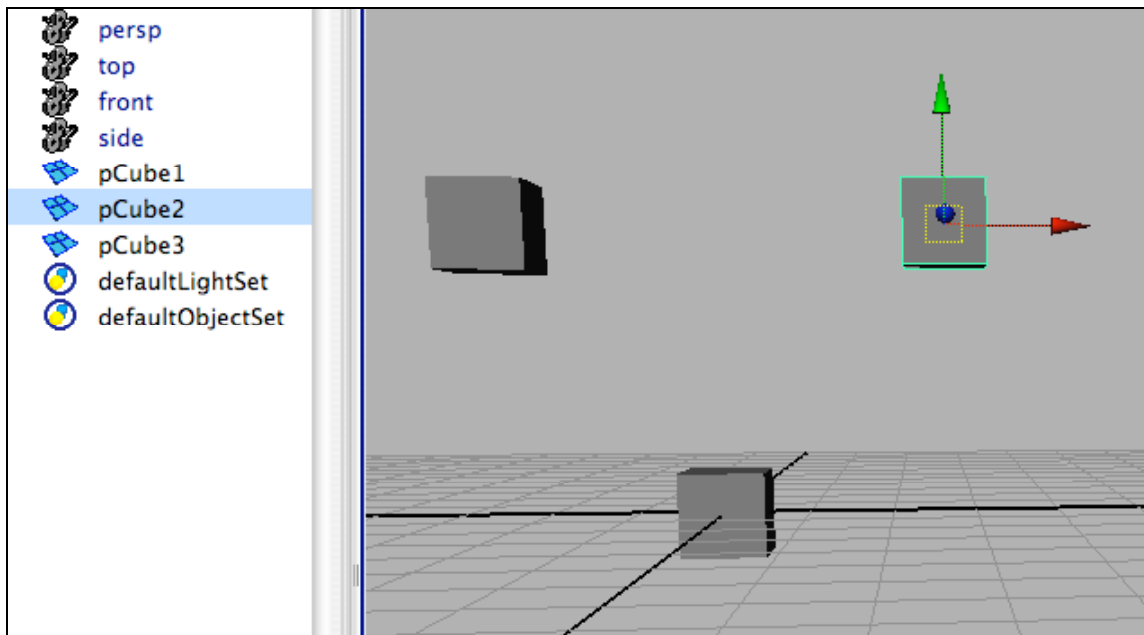 persp
top
front
side
pCube1
pCube2
pCube3
defaultLightSet
defaultObjectSet